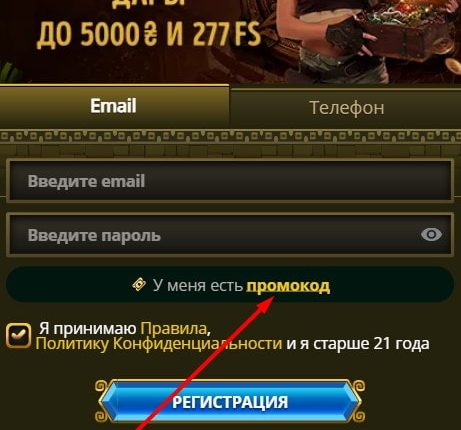 ДАРЫ
ДО 5000 ₴ И 277 FS
Email
Телефон
Введите email
Введите пароль
У меня есть промокод
Я принимаю Правила,
Политику Конфиденциальности и я старше 21 года
РЕГИСТРАЦИЯ